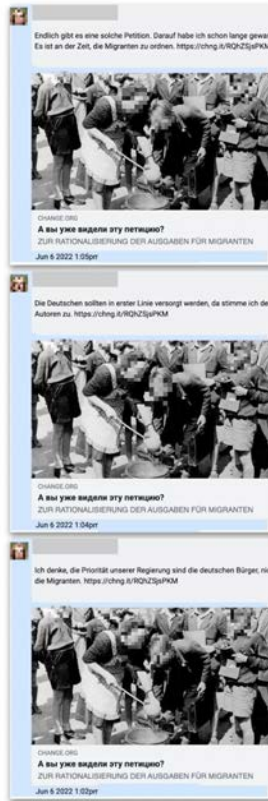 Endlich gibt es eine solche Petition. Darauf habe ich schon lange
Es ist an der Zeit, die Migranten zu ordnen. https://chng.it/RQhZSjsPKM
CHANGE.ORG
А вы уже видели эту петицию?
ZUR RATIONALISIERUNG DER AUSGABEN FÜR MIGRANTEN
Jun 6 2022 1:05pm
Die Deutschen sollten in erster Linie versorgt werden, da stimme ich
Autoren zu. https://chng.it/RQhZSjsPKM
CHANGE.ORG
А вы уже видели эту петицию?
ZUR RATIONALISIERUNG DER AUSGABEN FÜR MIGRANTEN
Jun 6 2022 1:04pm
Ich denke, die Priorität unserer Regierung sind die deutschen Bürger,
die Migranten. https://chng.it/RQhZSjsPKM
CHANGE.ORG
А вы уже видели эту петицию?
ZUR RATIONALISIERUNG DER AUSGABEN FÜR MIGRANTEN
Jun 6 2022 1:02pm